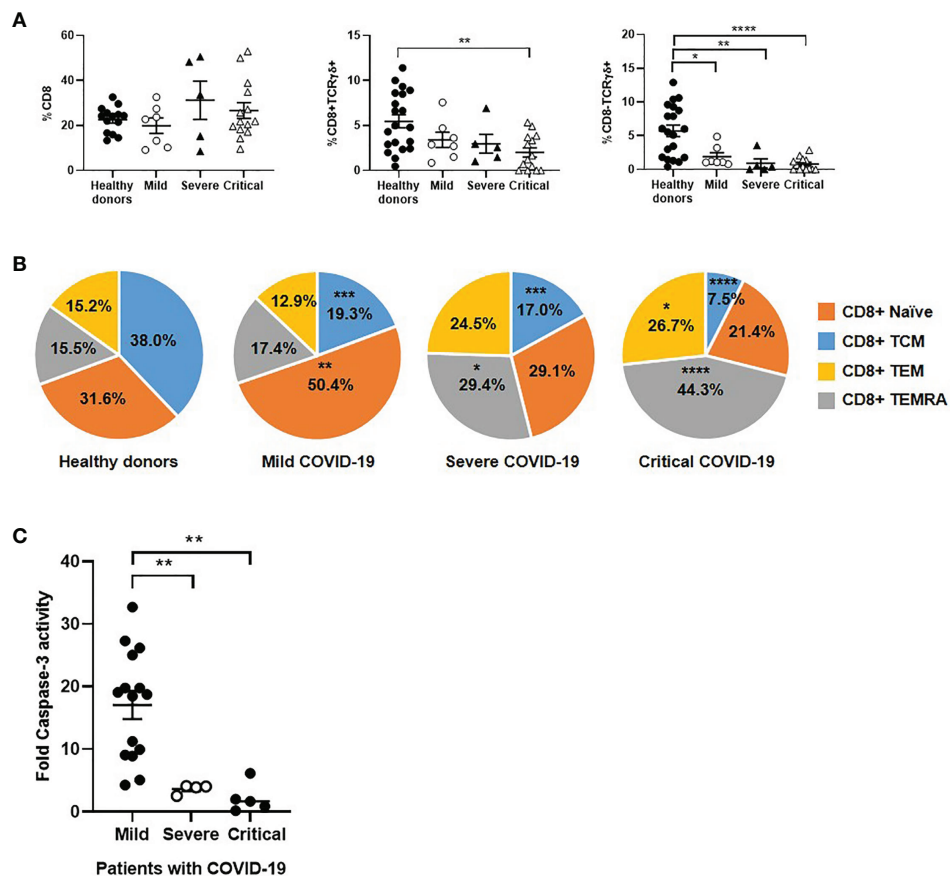 A
60
40
20
0
% CD8
Healthy donors
Mild
Severe
Critical
15
10
5
0
% CD8+TCRγδ+
**
Healthy donors
Mild
Severe
Critical
20
15
10
5
0
% CD8-TCRγδ+
****
**
*
Healthy donors
Mild
Severe
Critical
B
15.2%
38.0%
15.5%
31.6%
Healthy donors
12.9%
***
19.3%
17.4%
**
50.4%
Mild COVID-19
24.5%
***
17.0%
*
29.4%
29.1%
Severe COVID-19
*
26.7%
****
7.5%
21.4%
****
44.3%
Critical COVID-19
CD8+ Naïve
CD8+ TCM
CD8+ TEM
CD8+ TEMRA
C
40
30
20
10
0
Fold Caspase-3 activity
**
**
Mild
Severe
Critical
Patients with COVID-19